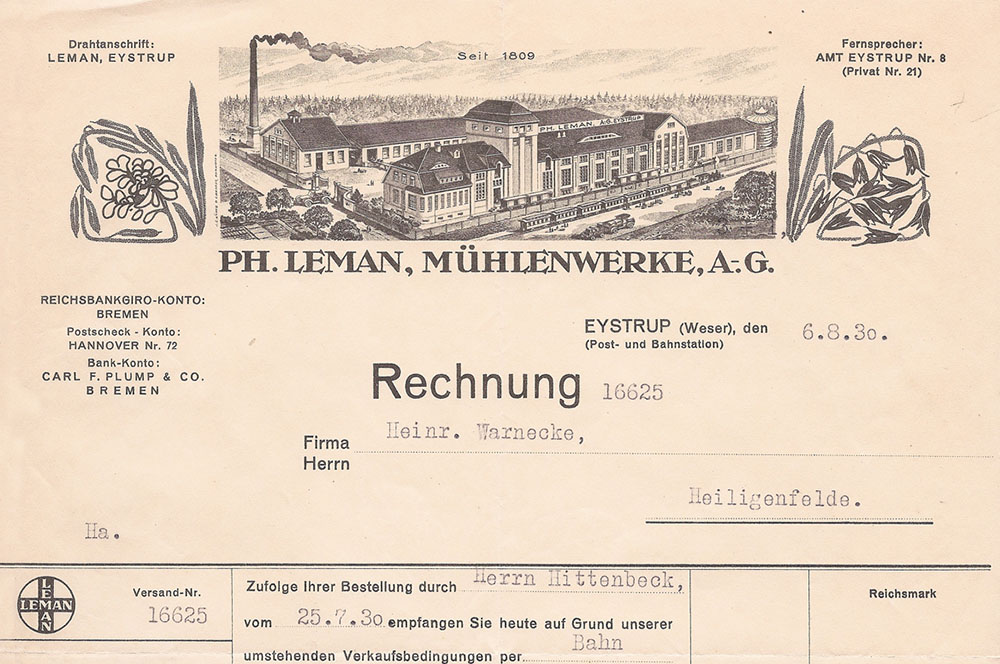 Drahtanschrift:
LEMAN, EYSTRUP
Seit 1809
Fernsprecher:
AMT EYSTRUP Nr. 8
(Privat Nr. 21)
PH. LEMAN A.G. EYSTRUP
PH. LEMAN, MÜHLENWERKE, A.-G.
REICHSBANKGIRO-KONTO:
BREMEN
Postscheck - Konto:
HANNOVER Nr. 72
Bank-Konto:
CARL F. PLUMP & CO.
BREMEN
EYSTRUP (Weser), den 6.8.30.
(Post- und Bahnstation)
Rechnung 16625
Firma Heinr. Warnecke,
Herrn
Heiligenfelde.
Ha.
LEMAN
LEMAN
Versand-Nr.
16625
Zufolge Ihrer Bestellung durch Herrn Hittenbeck,
vom 25.7.30 empfangen Sie heute auf Grund unserer
umstehenden Verkaufsbedingungen per Bahn
Reichsmark